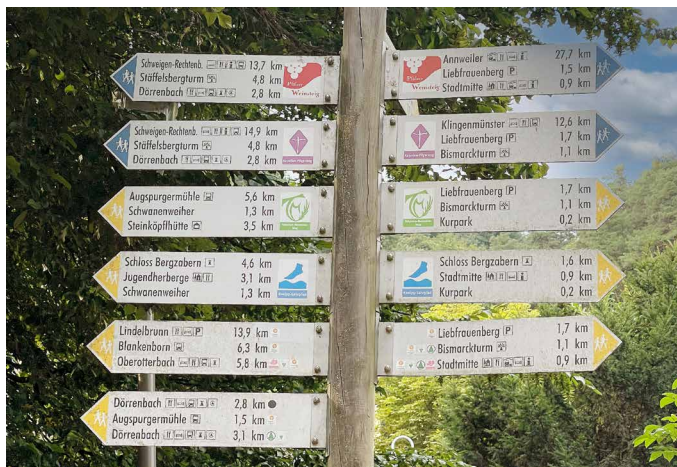 Schweigen-Rechtenb. 13,7 km
Stäffelsbergturm 4,8 km
Dörrenbach 2,8 km
Pfälzer
Weinsteig
Schweigen-Rechtenb. 14,9 km
Stäffelsbergturm 4,8 km
Dörrenbach 2,8 km
Augspurgermühle 5,6 km
Schwanenweiher 1,3 km
Steinköpfhütte 3,5 km
Schloss Bergzabern 4,6 km
Jugendherberge 3,1 km
Schwanenweiher 1,3 km
Lindelbrunn P 13,9 km
Blankenborn 6,3 km
Oberotterbach 5,8 km
Dörrenbach 2,8 km
Augspurgermühle 1,5 km
Dörrenbach 3,1 km
Annweiler 27,7 km
Liebfrauenberg P 1,5 km
Stadtmitte 0,9 km
Pfälzer
Weinsteig
Klingenmünster 12,6 km
Liebfrauenberg P 1,7 km
Bismarckturm 1,1 km
Liebfrauenberg P 1,7 km
Bismarckturm 1,1 km
Kurpark 0,2 km
Schloss Bergzabern 1,6 km
Stadtmitte 0,9 km
Kurpark 0,2 km
Liebfrauenberg P 1,7 km
Bismarckturm 1,1 km
Stadtmitte 0,9 km